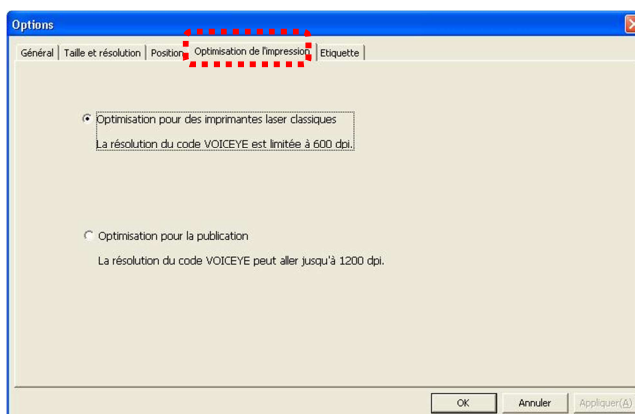 Options
Général Taille et résolution Position Optimisation de l'impression Etiquette
Optimisation pour des imprimantes laser classiques
La résolution du code VOICEYE est limitée à 600 dpi.
Optimisation pour la publication
La résolution du code VOICEYE peut aller jusqu'à 1200 dpi.
OK Annuler Appliquer(A)